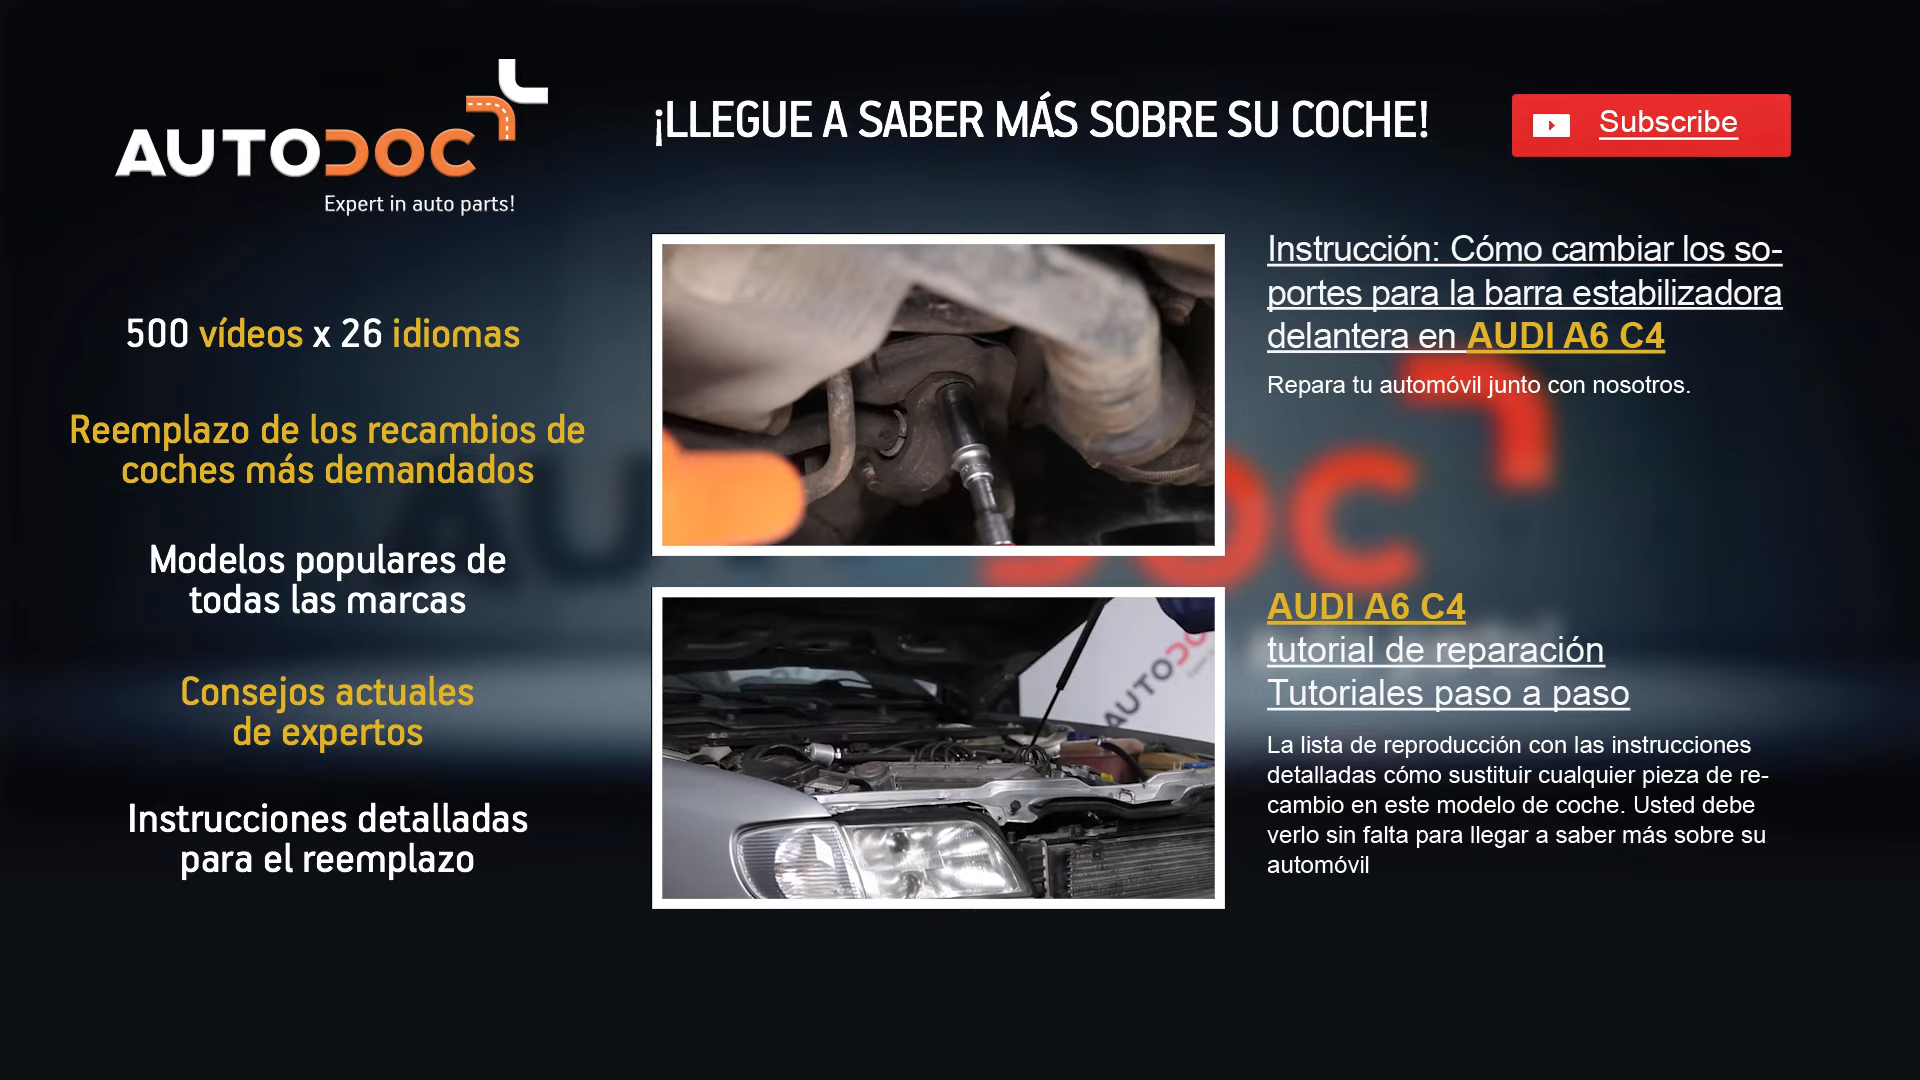 AUTODOC
Expert in auto parts!
¡LLEGUE A SABER MÁS SOBRE SU COCHE!
Subscribe
500 vídeos x 26 idiomas
Reemplazo de los recambios de
coches más demandados
Modelos populares de
todas las marcas
Consejos actuales
de expertos
Instrucciones detalladas
para el reemplazo
Instrucción: Cómo cambiar los so-
portes para la barra estabilizadora
delantera en AUDI A6 C4
Repara tu automóvil junto con nosotros.
AUTODO
AUDI A6 C4
tutorial de reparación
Tutoriales paso a paso
La lista de reproducción con las instrucciones
detalladas cómo sustituir cualquier pieza de re-
cambio en este modelo de coche. Usted debe
verlo sin falta para llegar a saber más sobre su
automóvil